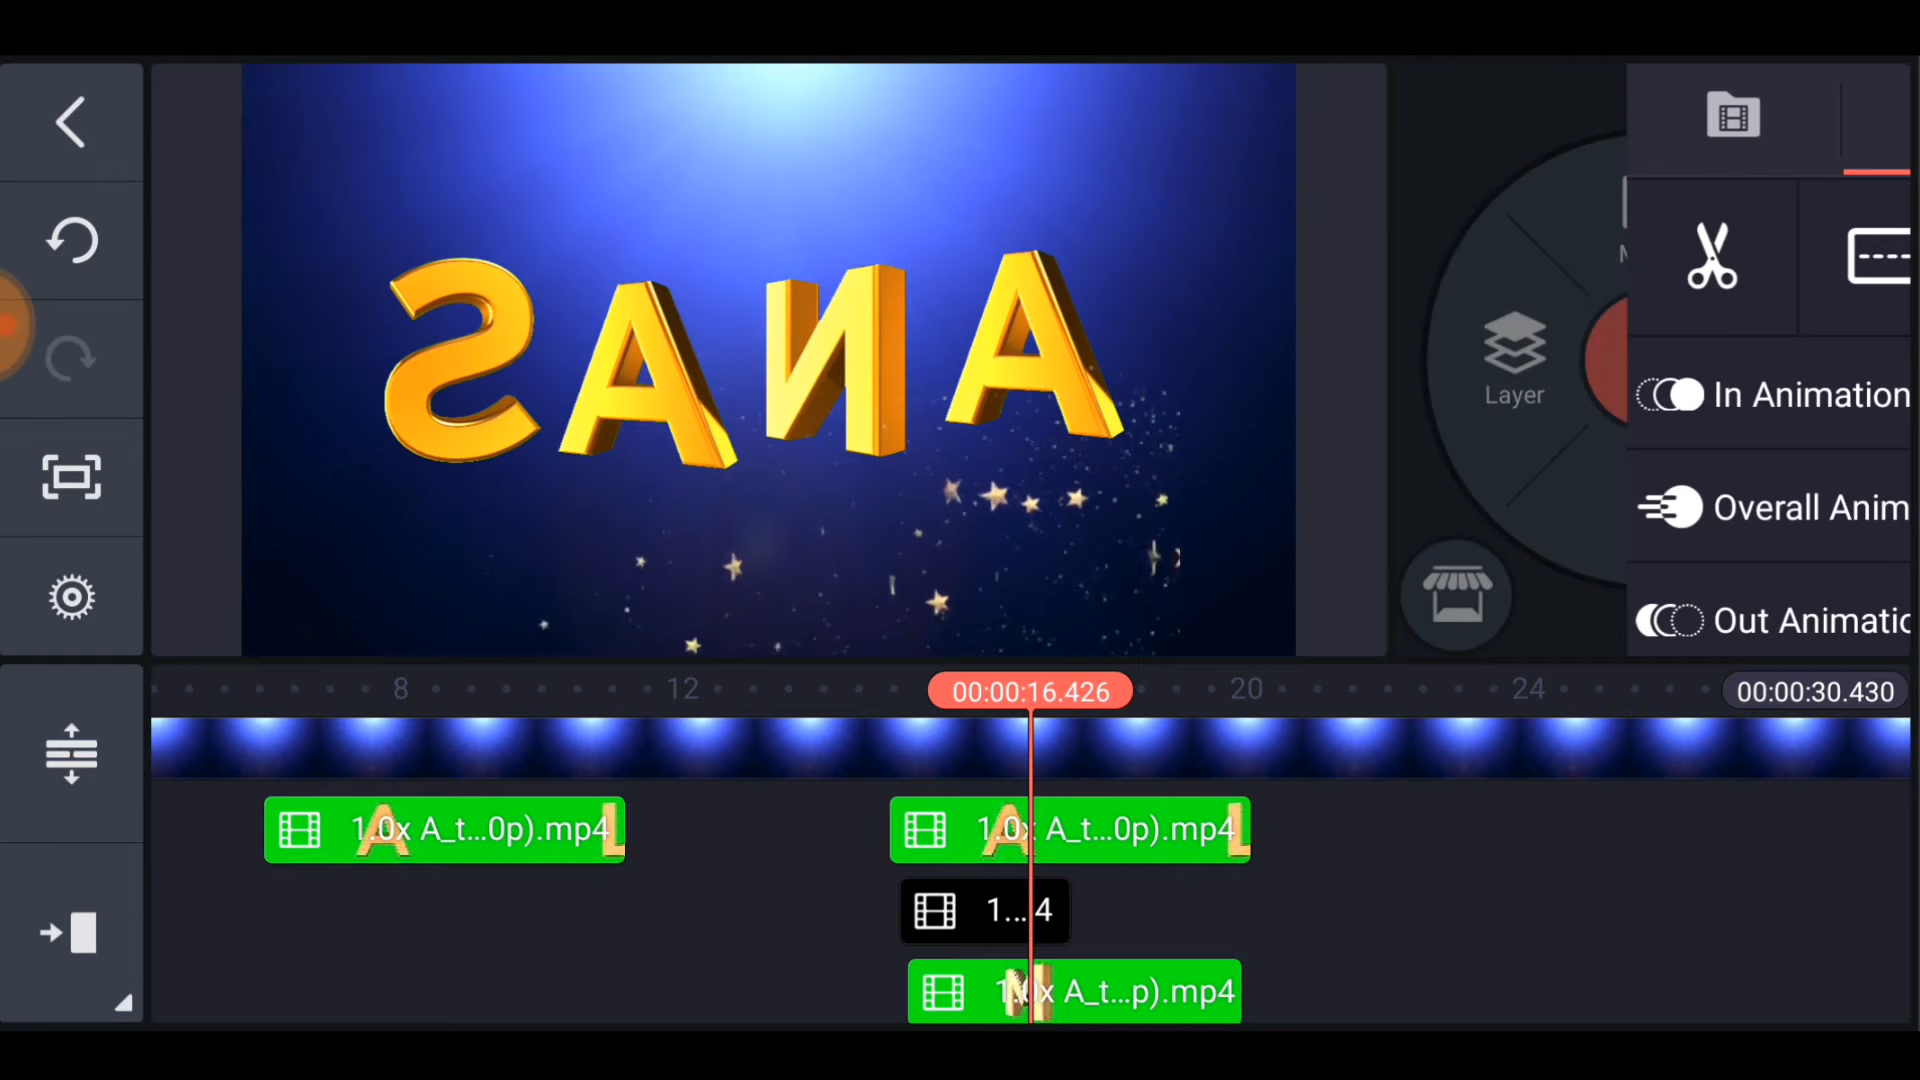 SANA
M
Layer
In Animation
Overall Anim
Out Animatic
8
12
00:00:16.426
20
24
00:00:30.430
1.0x A_t...0p).mp4
1.0x A_t...0p).mp4
1...4
1.0x A_t...p).mp4